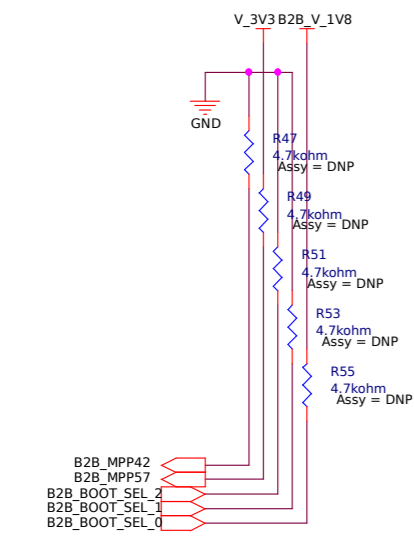 V_3V3 B2B_V_1V8
GND
R47
4.7kohm
Assy = DNP
R49
4.7kohm
Assy = DNP
R51
4.7kohm
Assy = DNP
R53
4.7kohm
Assy = DNP
R55
4.7kohm
Assy = DNP
B2B_MPP42
B2B_MPP57
B2B_BOOT_SEL_2
B2B_BOOT_SEL_1
B2B_BOOT_SEL_0